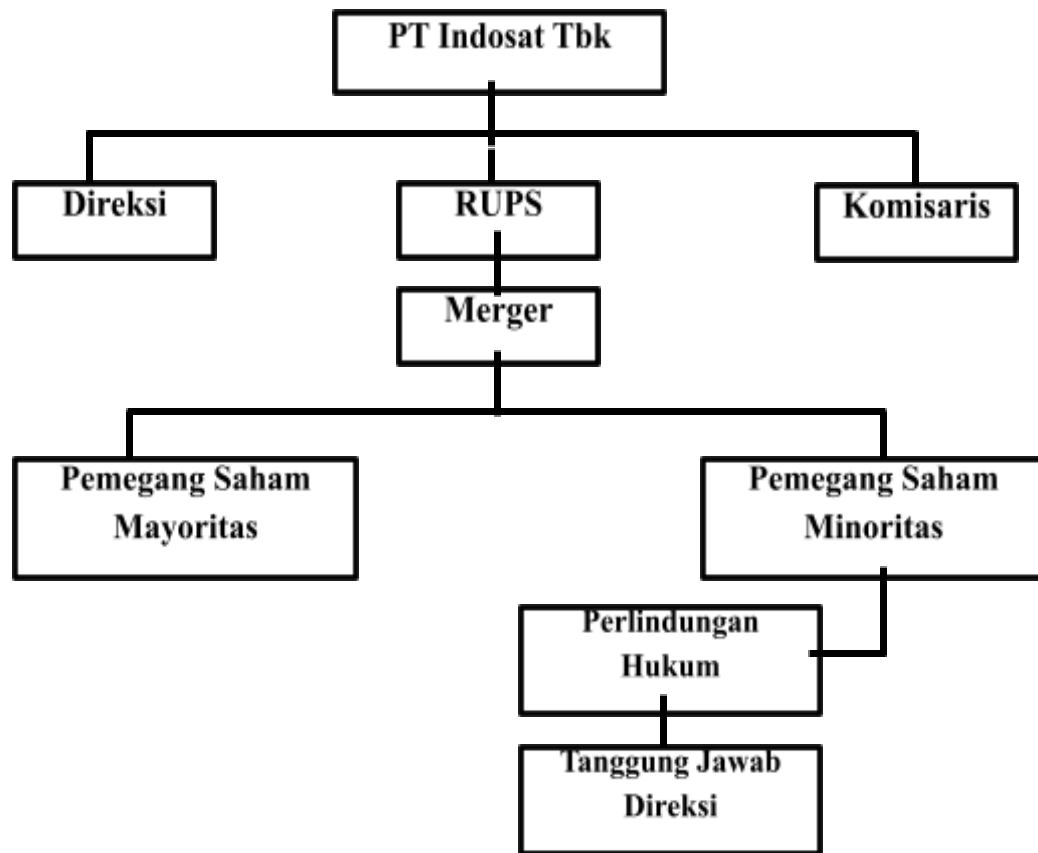 PT Indosat Tbk
Direksi
RUPS
Komisaris
Merger
Pemegang Saham
Mayoritas
Pemegang Saham
Minoritas
Perlindungan
Hukum
Tanggung Jawab
Direksi